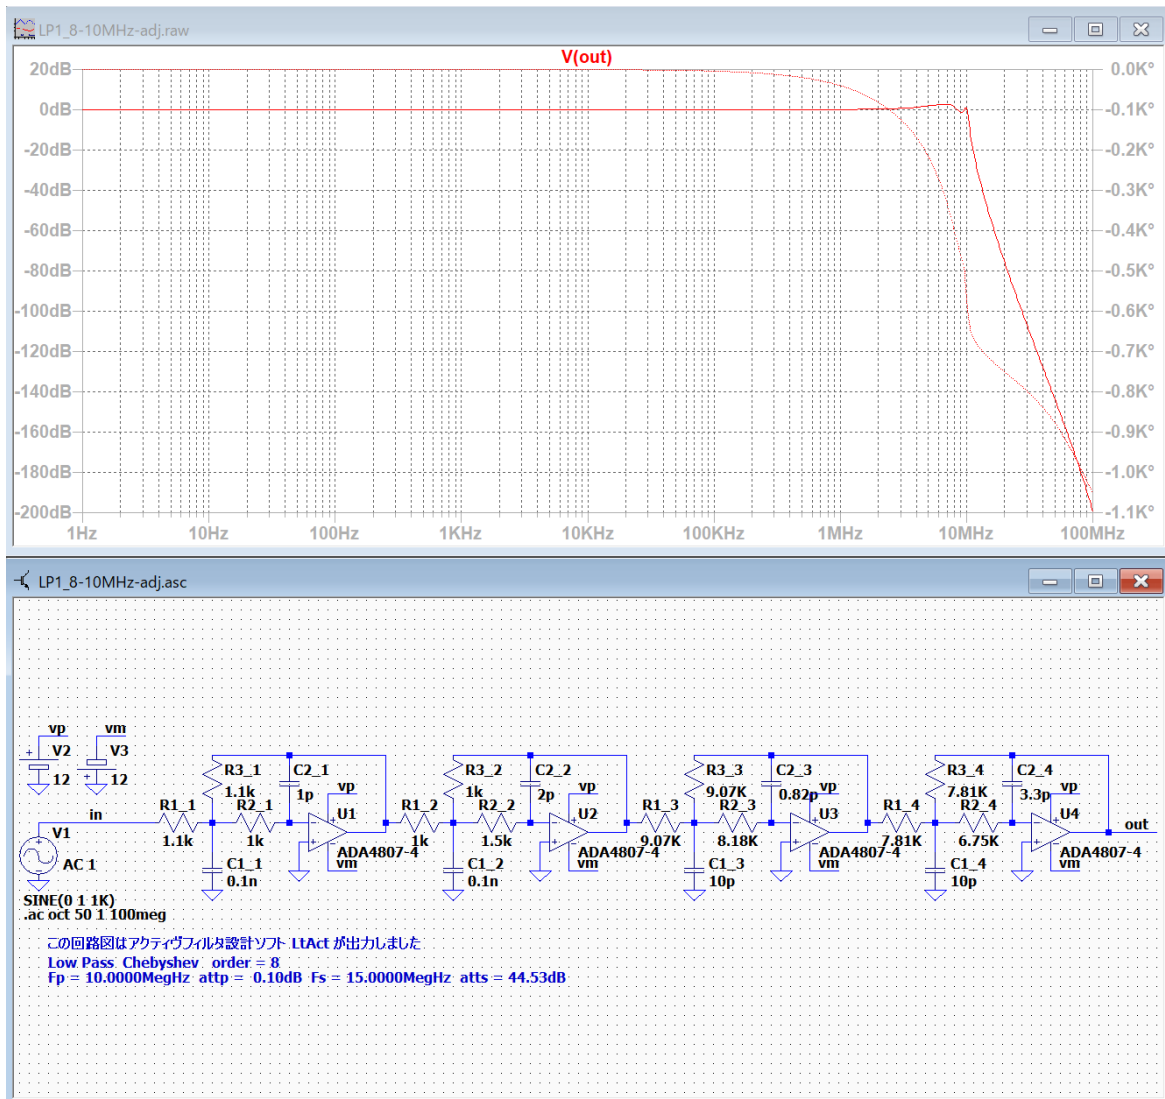 LP1_8-10MHz-adj.raw
V(out)
20dB
0dB
-20dB
-40dB
-60dB
-80dB
-100dB
-120dB
-140dB
-160dB
-180dB
-200dB
0.0K°
-0.1K°
-0.2K°
-0.3K°
-0.4K°
-0.5K°
-0.6K°
-0.7K°
-0.8K°
-0.9K°
-1.0K°
-1.1K°
1Hz 10Hz 100Hz 1KHz 10KHz 100KHz 1MHz 10MHz 100MHz
LP1_8-10MHz-adj.asc
vp
V2
12
vm
V3
12
in
V1
AC 1
SINE(0 1 1K)
.ac oct 50 1 100meg
R1_1
1.1k
R3_1
1.1k
R2_1
1k
C2_1
1p
C1_1
0.1n
vp
U1
ADA4807-4
vm
R1_2
1k
R3_2
1k
R2_2
1.5k
C2_2
2p
C1_2
0.1n
vp
U2
ADA4807-4
vm
R1_3
9.07K
R3_3
9.07K
R2_3
8.18K
C2_3
0.82p
C1_3
10p
vp
U3
ADA4807-4
vm
R1_4
7.81K
R3_4
7.81K
R2_4
6.75K
C2_4
3.3p
C1_4
10p
vp
U4
ADA4807-4
vm
out
この回路図はアクティヴフィルタ設計ソフト LtAct が出力しました
Low Pass Chebyshev order = 8
Fp = 10.0000MegHz attp = 0.10dB Fs = 15.0000MegHz atts = 44.53dB